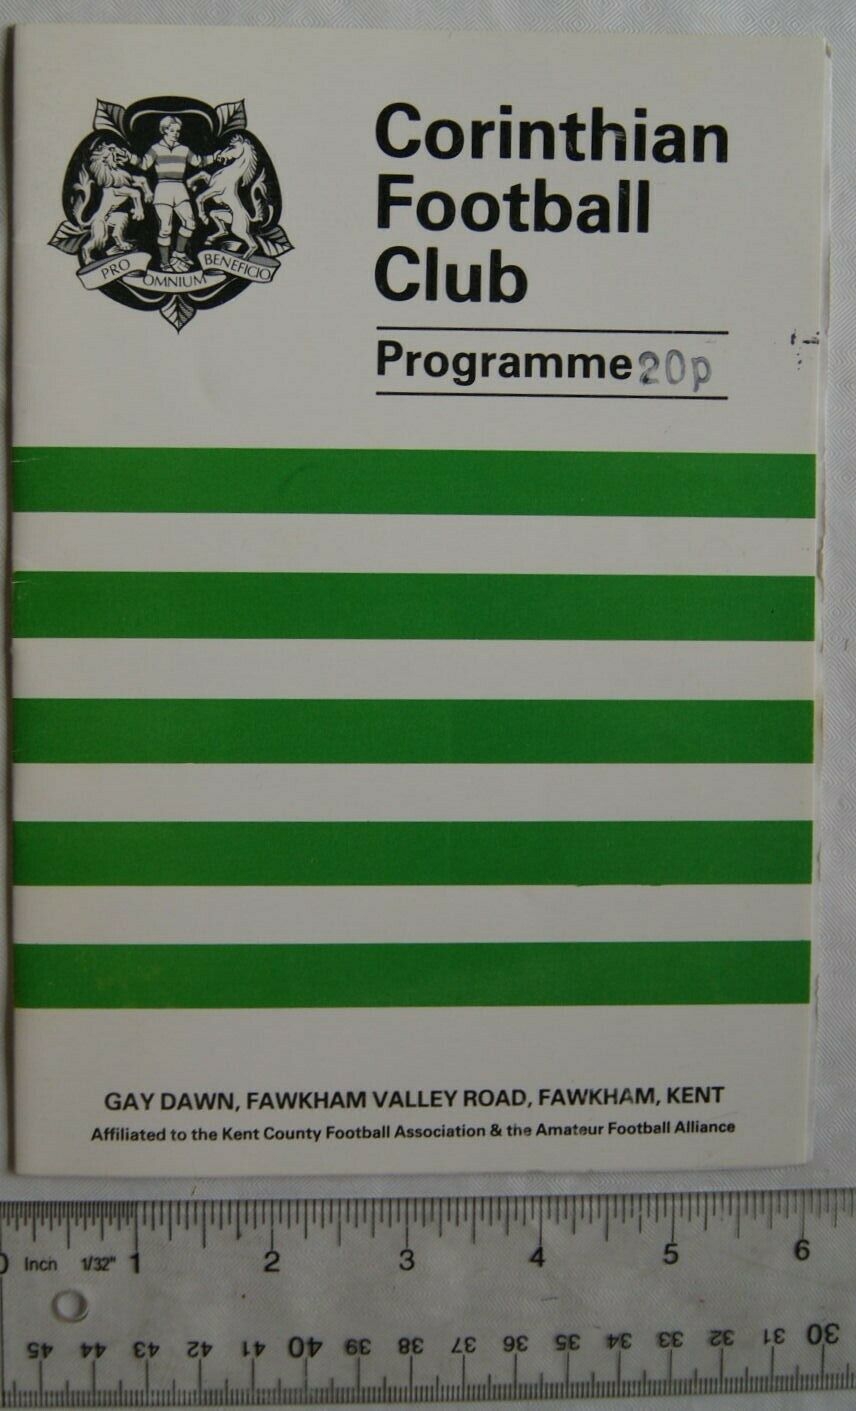 Corinthian
Football
Club
PRO OMNIUM BENEFICIO
Programme 20p
GAY DAWN, FAWKHAM VALLEY ROAD, FAWKHAM, KENT
Affiliated to the Kent County Football Association & the Amateur Football Alliance
0 Inch 1/32" 1 2 3 4 5 6
45 44 43 42 41 40 39 38 37 36 35 34 33 32 31 30